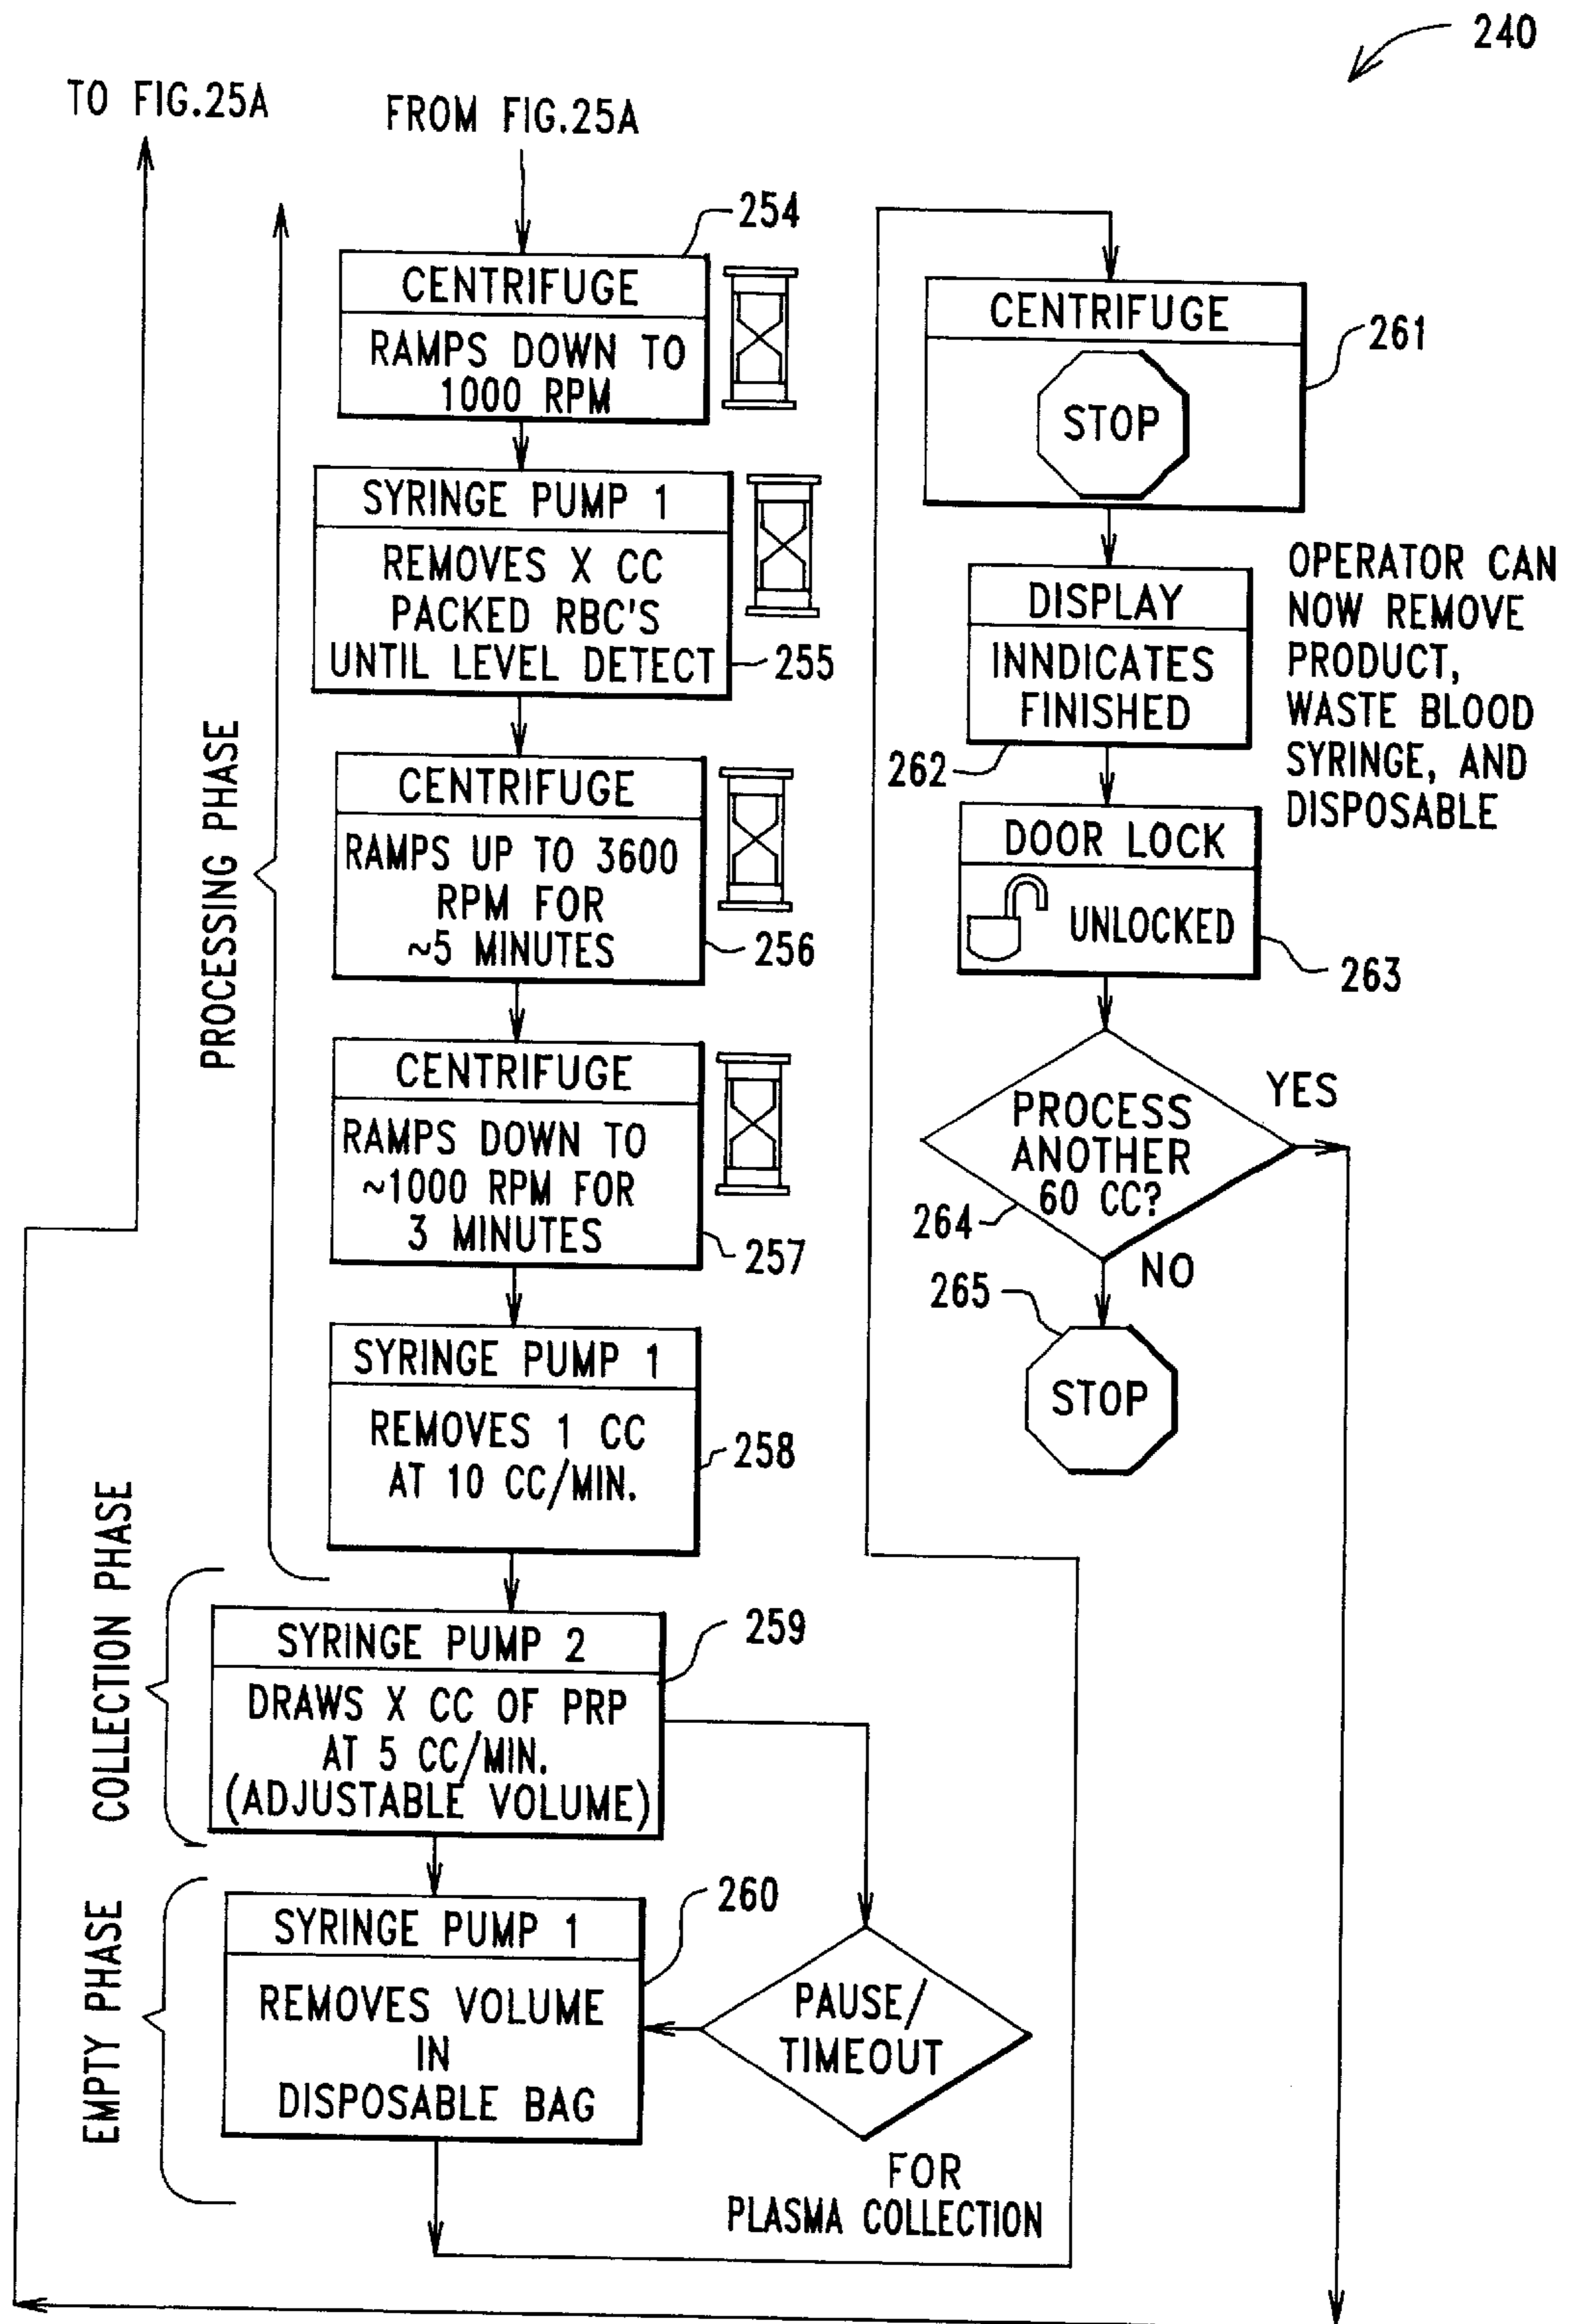 240
TO FIG.25A
FROM FIG.25A
PROCESSING PHASE
254
CENTRIFUGE
RAMPS DOWN TO
1000 RPM
SYRINGE PUMP 1
REMOVES X CC
PACKED RBC'S
UNTIL LEVEL DETECT
255
CENTRIFUGE
RAMPS UP TO 3600
RPM FOR
~5 MINUTES
256
CENTRIFUGE
RAMPS DOWN TO
~1000 RPM FOR
3 MINUTES
257
SYRINGE PUMP 1
REMOVES 1 CC
AT 10 CC/MIN.
258
COLLECTION PHASE
SYRINGE PUMP 2
259
DRAWS X CC OF PRP
AT 5 CC/MIN.
(ADJUSTABLE VOLUME)
EMPTY PHASE
260
SYRINGE PUMP 1
REMOVES VOLUME
IN
DISPOSABLE BAG
PAUSE/
TIMEOUT
FOR
PLASMA COLLECTION
CENTRIFUGE
261
STOP
DISPLAY
INNDICATES
FINISHED
262
OPERATOR CAN
NOW REMOVE
PRODUCT,
WASTE BLOOD
SYRINGE, AND
DISPOSABLE
DOOR LOCK
UNLOCKED
263
PROCESS
ANOTHER
60 CC?
264
YES
NO
265
STOP